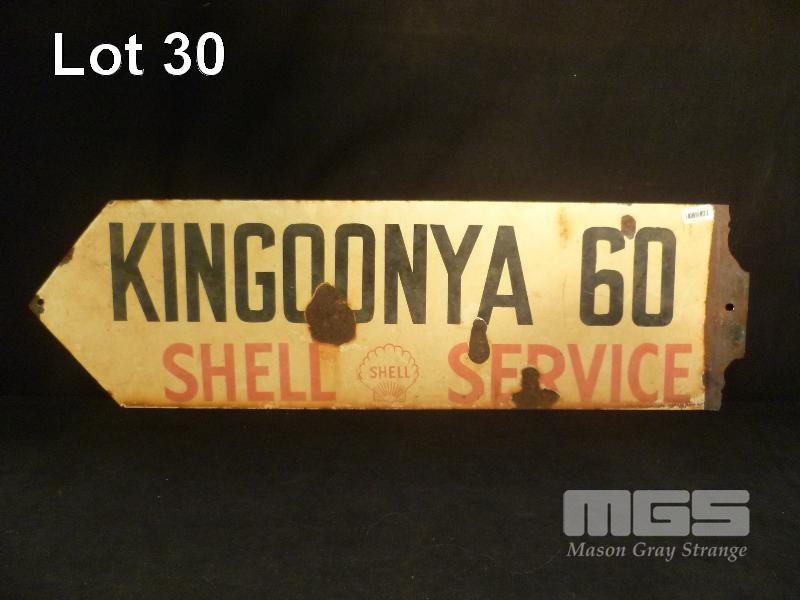 Lot 30
KINGOONYA 60
SHELL SHELL SERVICE
MGS
Mason Gray Strange